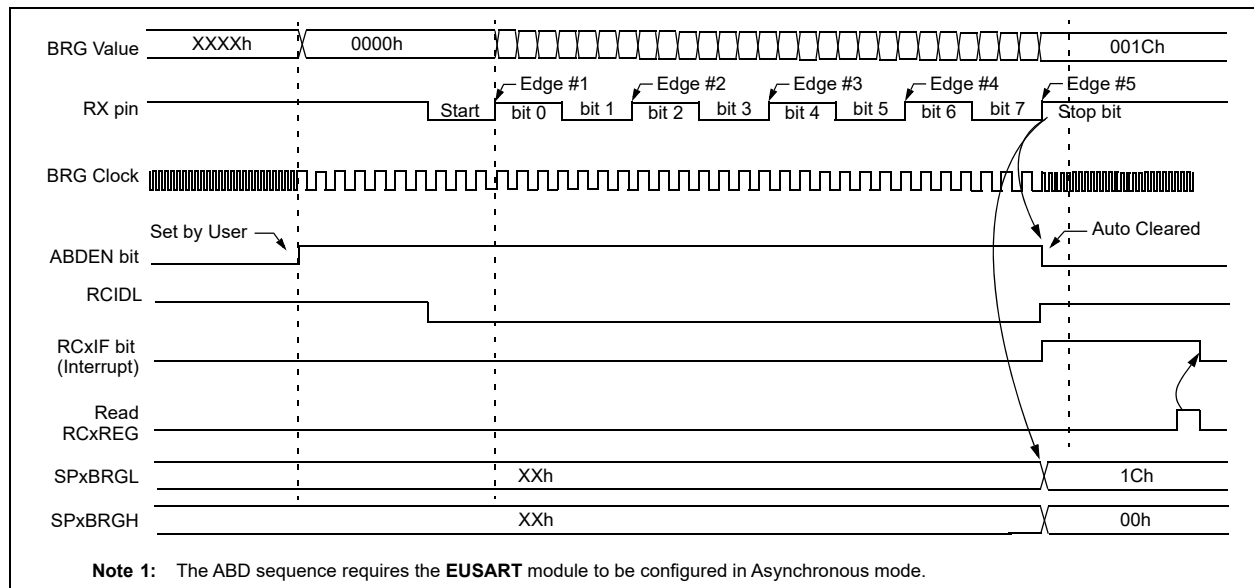 BRG Value XXXXh 0000h 001Ch
Edge #1 Edge #2 Edge #3 Edge #4 Edge #5
RX pin Start bit 0 bit 1 bit 2 bit 3 bit 4 bit 5 bit 6 bit 7 Stop bit
BRG Clock
Set by User Auto Cleared
ABDEN bit
RCIDL
RCxIF bit
(Interrupt)
Read
RCxREG
SPxBRGL XXh 1Ch
SPxBRGH XXh 00h
Note 1: The ABD sequence requires the EUSART module to be configured in Asynchronous mode.